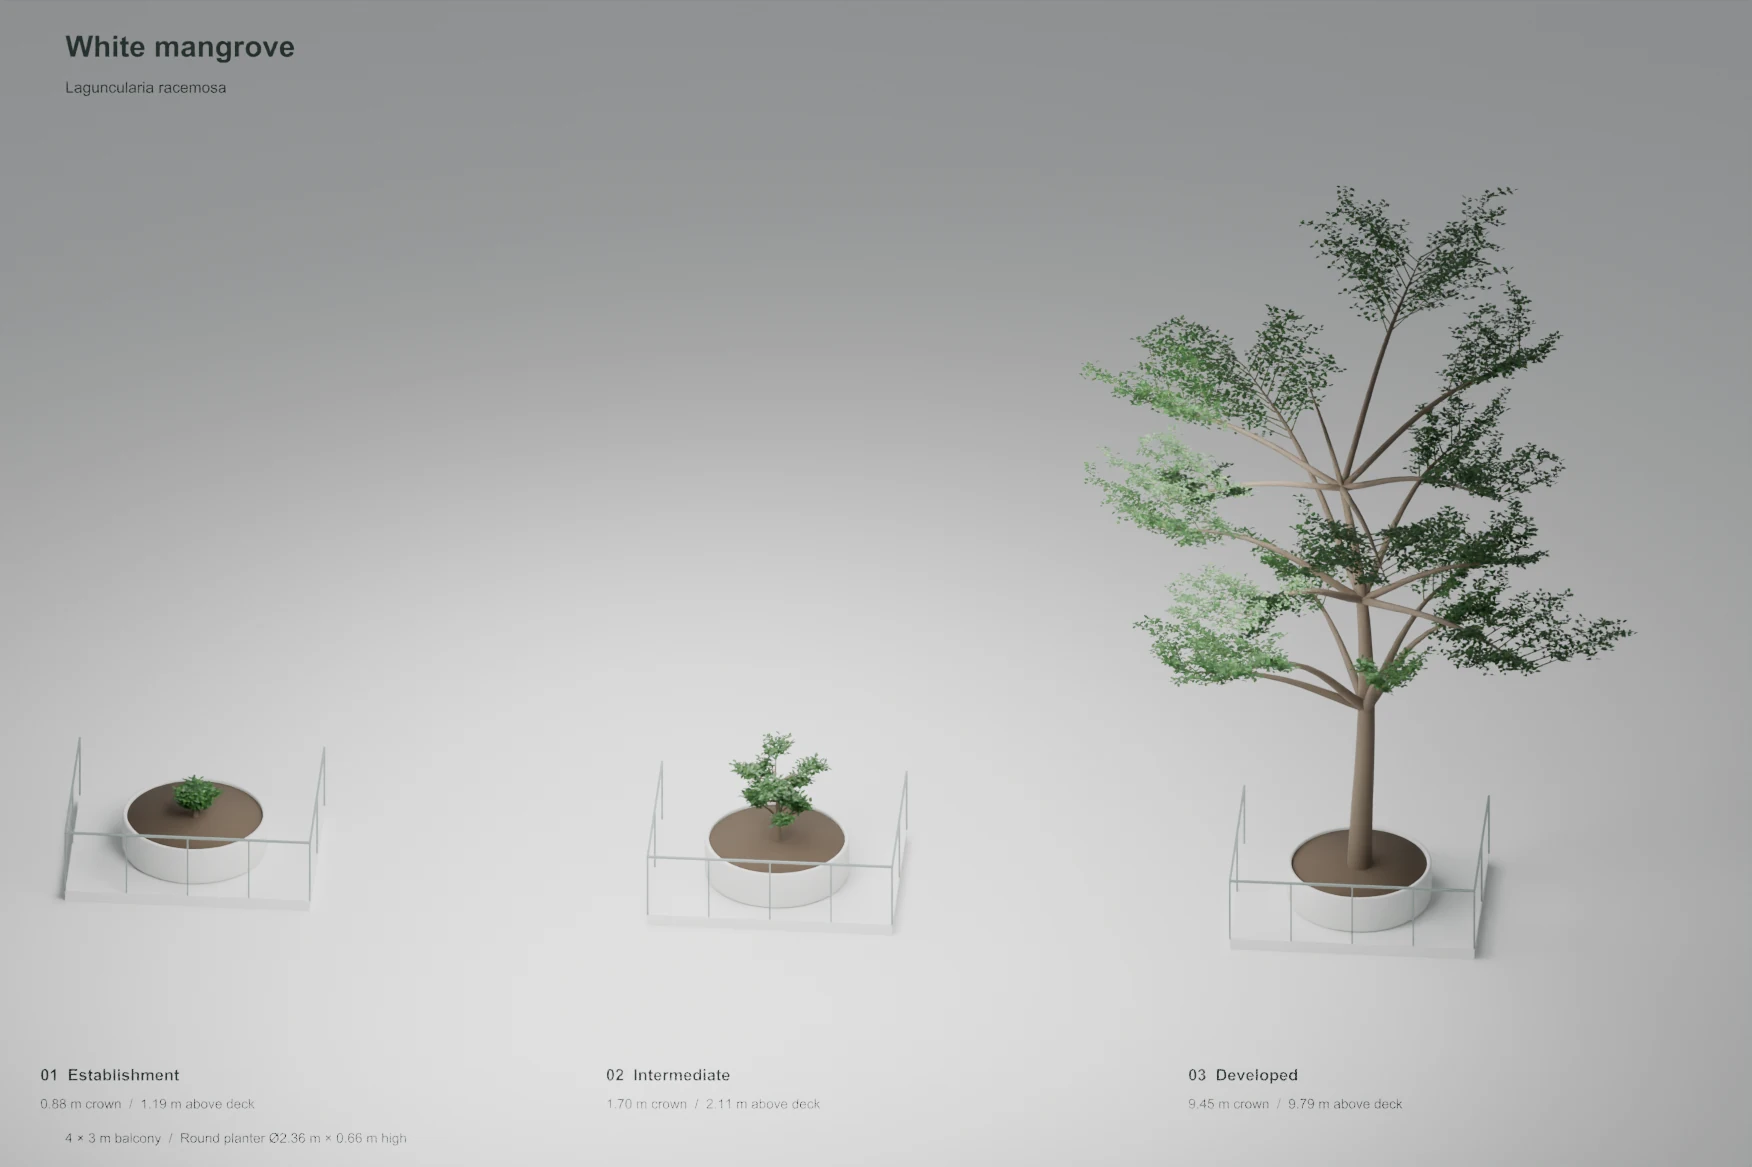 White mangrove
Laguncularia racemosa
01 Establishment
0.88 m crown / 1.19 m above deck
02 Intermediate
1.70 m crown / 2.11 m above deck
03 Developed
9.45 m crown / 9.79 m above deck
4 × 3 m balcony / Round planter Ø2.36 m × 0.66 m high